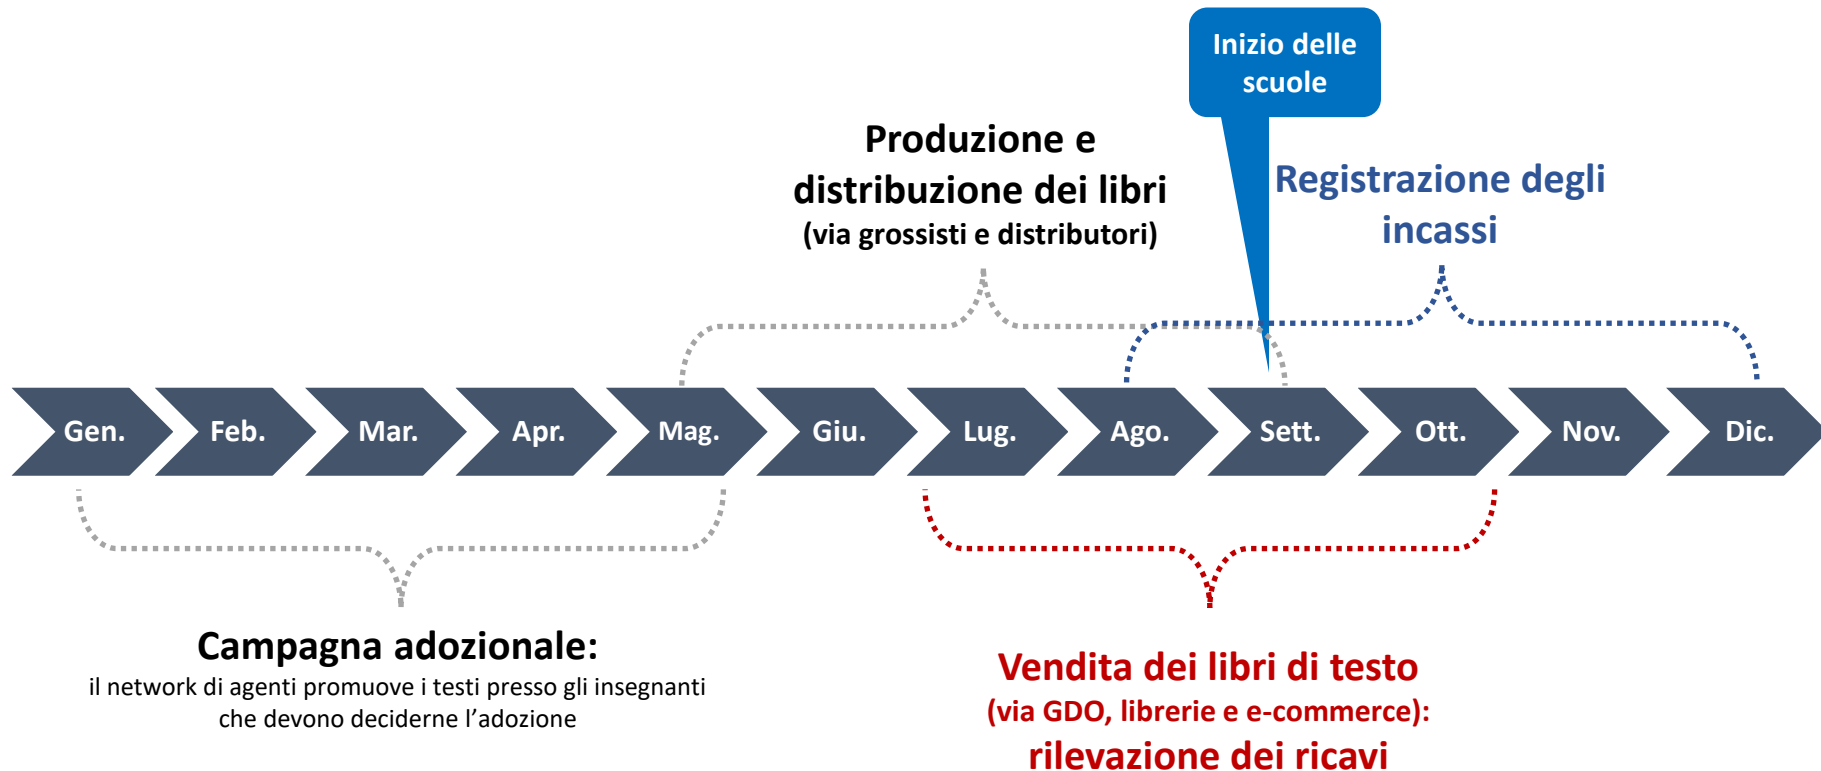 Inizio delle
scuole
Produzione e
distribuzione dei libri
(via grossisti e distributori)
Registrazione degli
incassi
Gen.
Feb.
Mar.
Apr.
Mag.
Giu.
Lug.
Ago.
Sett.
Ott.
Nov.
Dic.
Campagna adozionale:
il network di agenti promuove i testi presso gli insegnanti
che devono deciderne l’adozione
Vendita dei libri di testo
(via GDO, librerie e e-commerce):
rilevazione dei ricavi